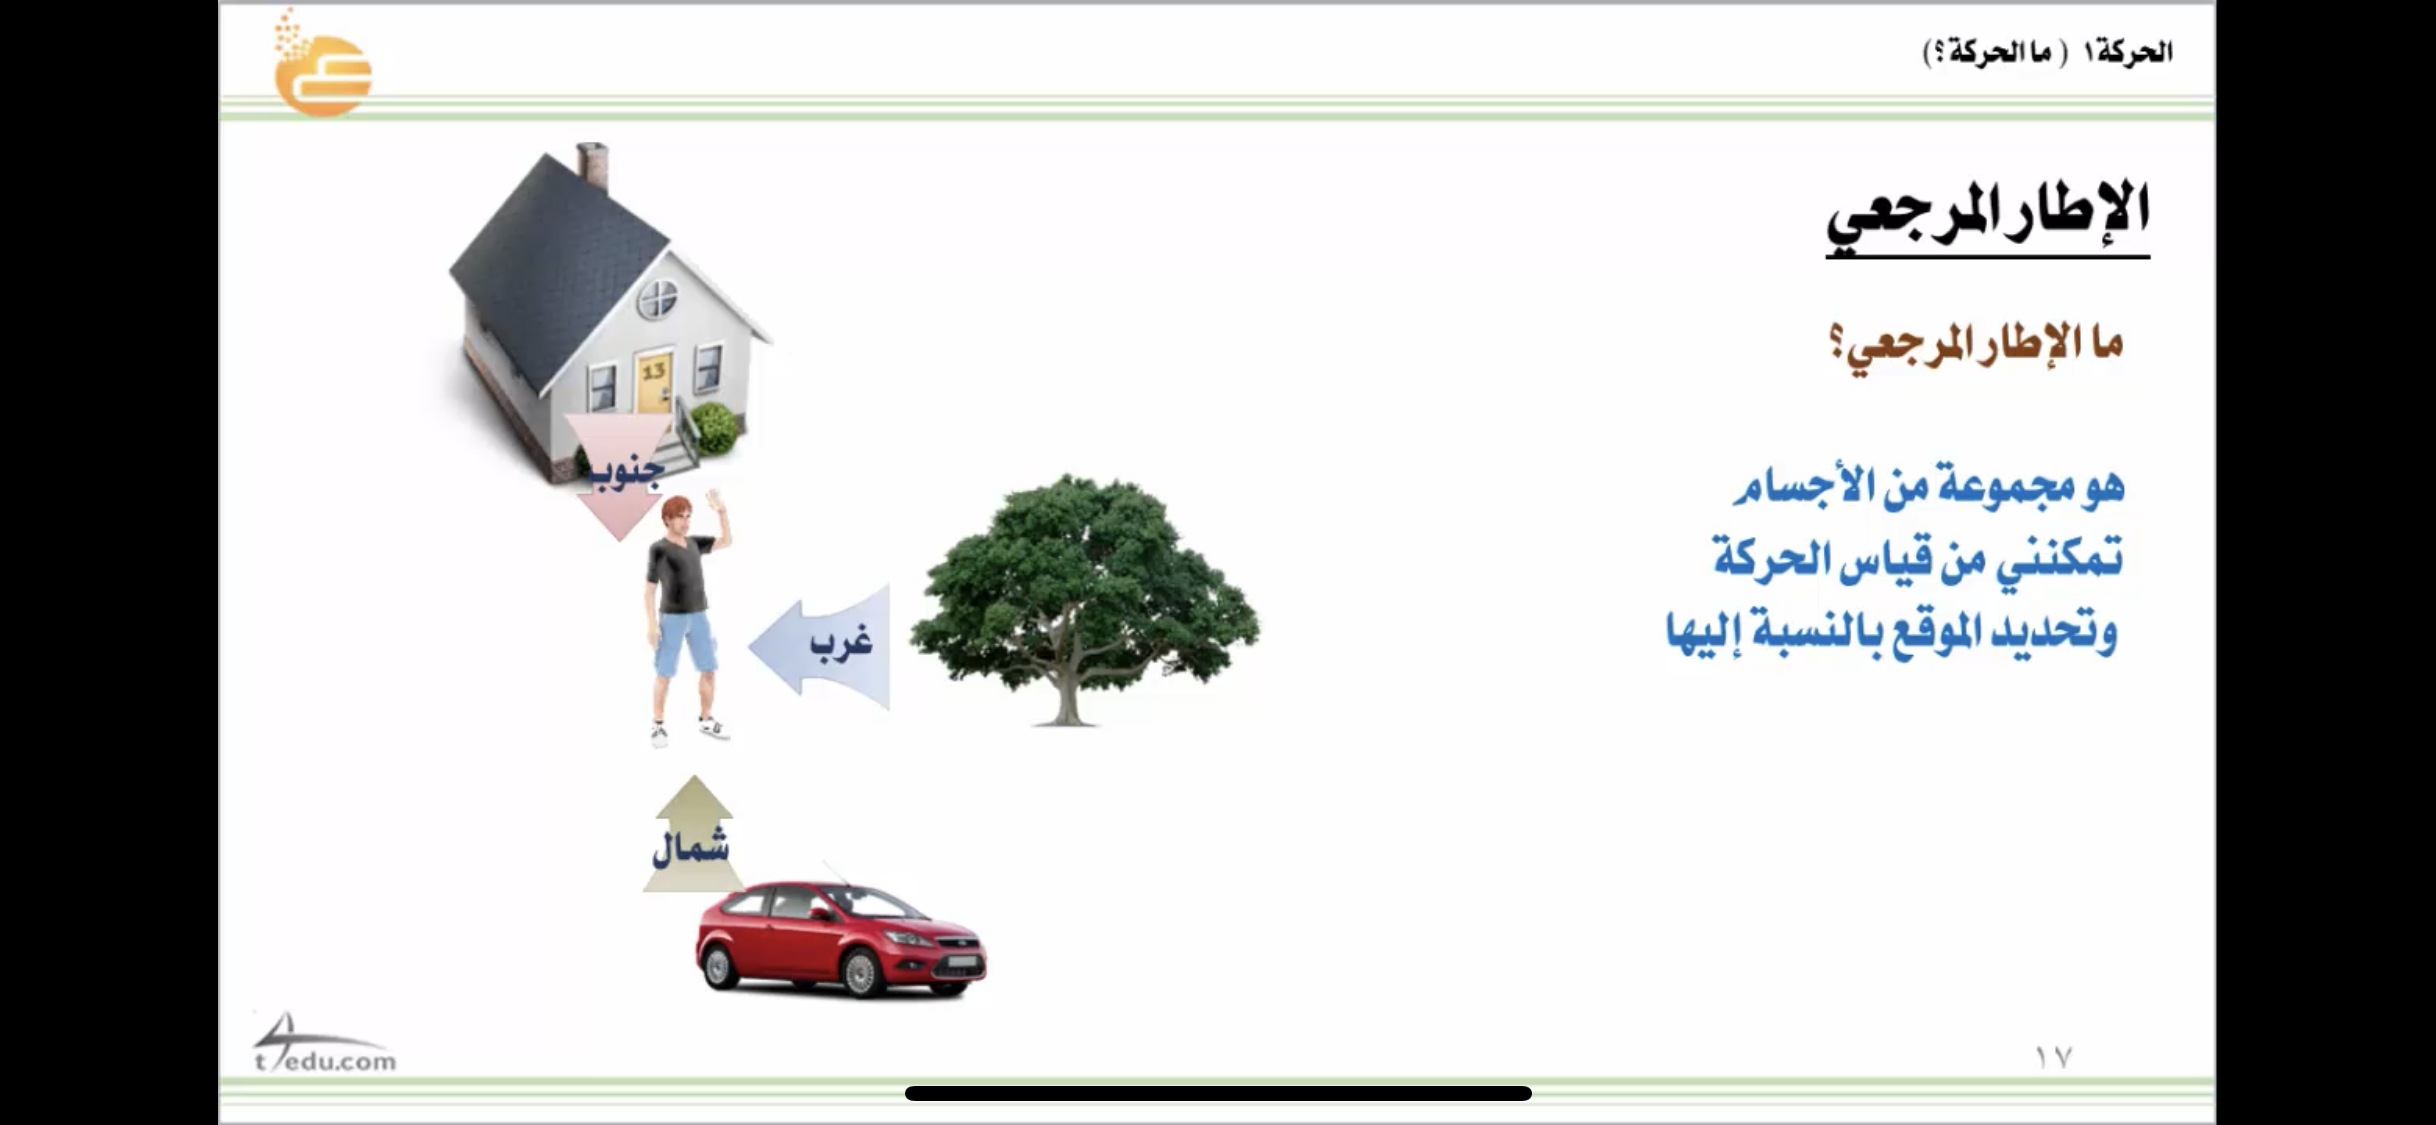 الحركة١ ( ما الحركة؟)
الإطار المرجعي
ما الإطار المرجعي؟
هو مجموعة من الأجسام
تمكنني من قياس الحركة
وتحديد الموقع بالنسبة إليها
13
جنوب
غرب
شمال
t4edu.com
١٧